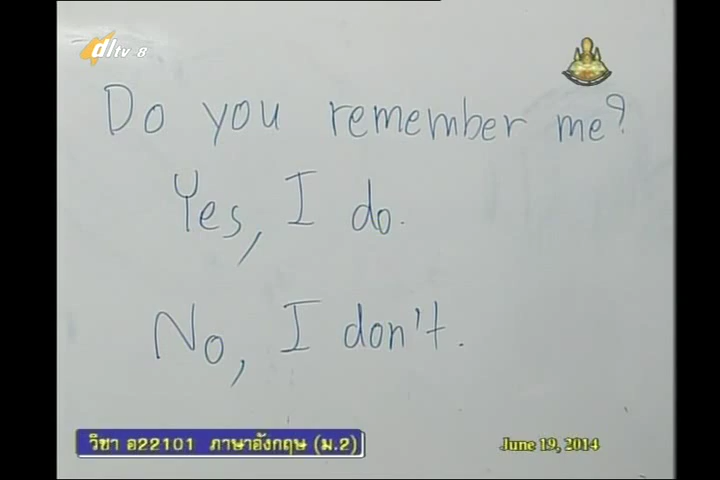 dltv-8
Do you remember me?
Yes, I do.
No, I don't.
วิชา อ22101 ภาษาอังกฤษ (ม.2)
June 19, 2014